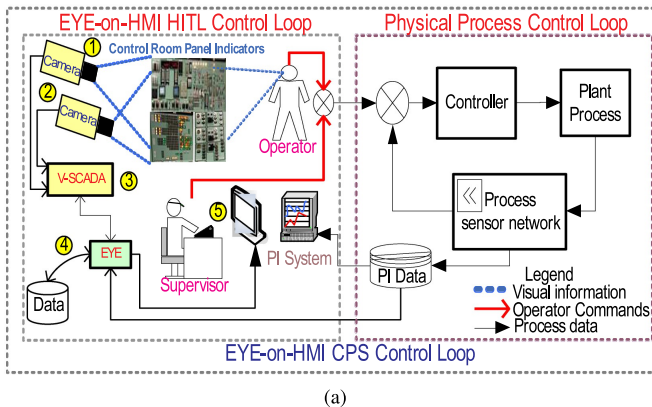 EYE-on-HMI HITL Control Loop
Physical Process Control Loop
1
Camera
Control Room Panel Indicators
2
Camera
Operator
Controller
Plant
Process
V-SCADA
3
5
Process
sensor network
4
EYE
Supervisor
PI System
PI Data
Data
Legend
Visual information
Operator Commands
Process data
EYE-on-HMI CPS Control Loop
(a)